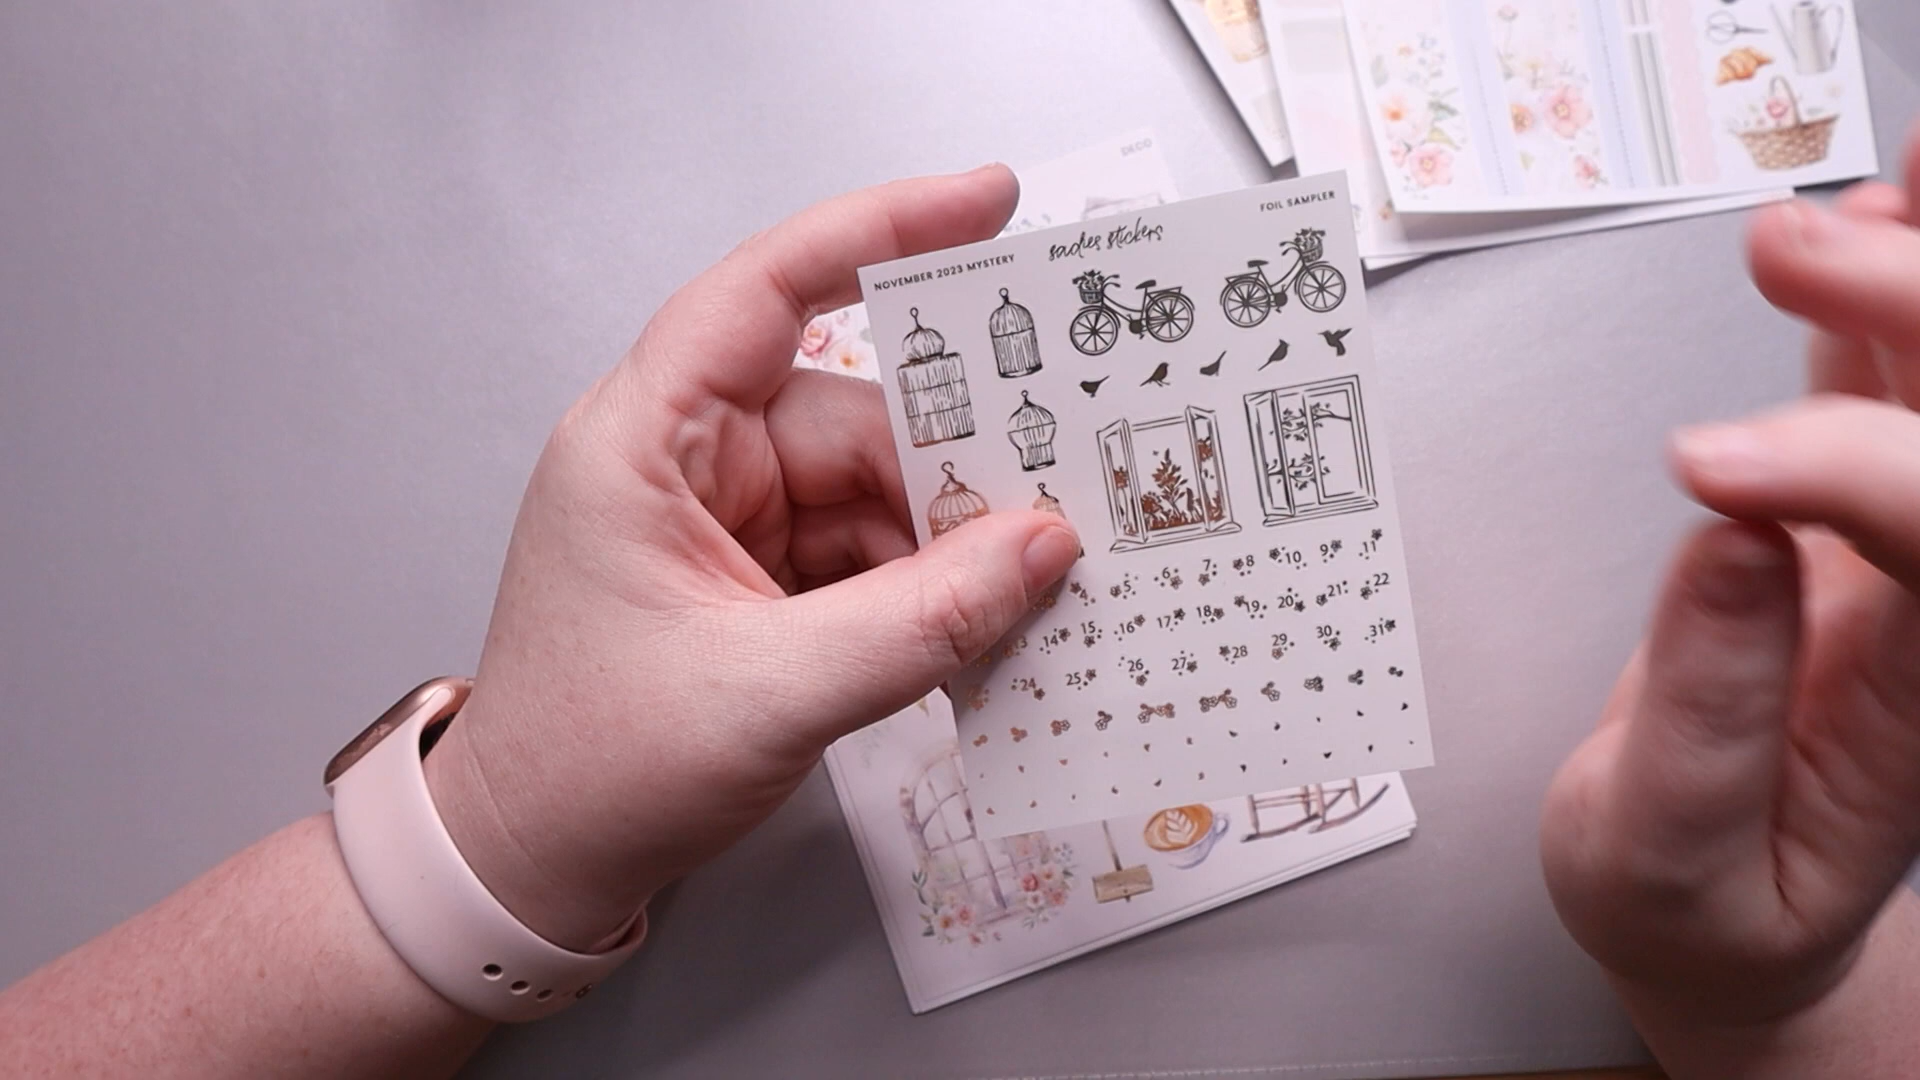 DECO
NOVEMBER 2023 MYSTERY
sadies stickers
FOIL SAMPLER
4 5 6 7 8 10 9 11
13 14 15 16 17 18 19 20 21 22
24 25 26 27 28 29 30 31